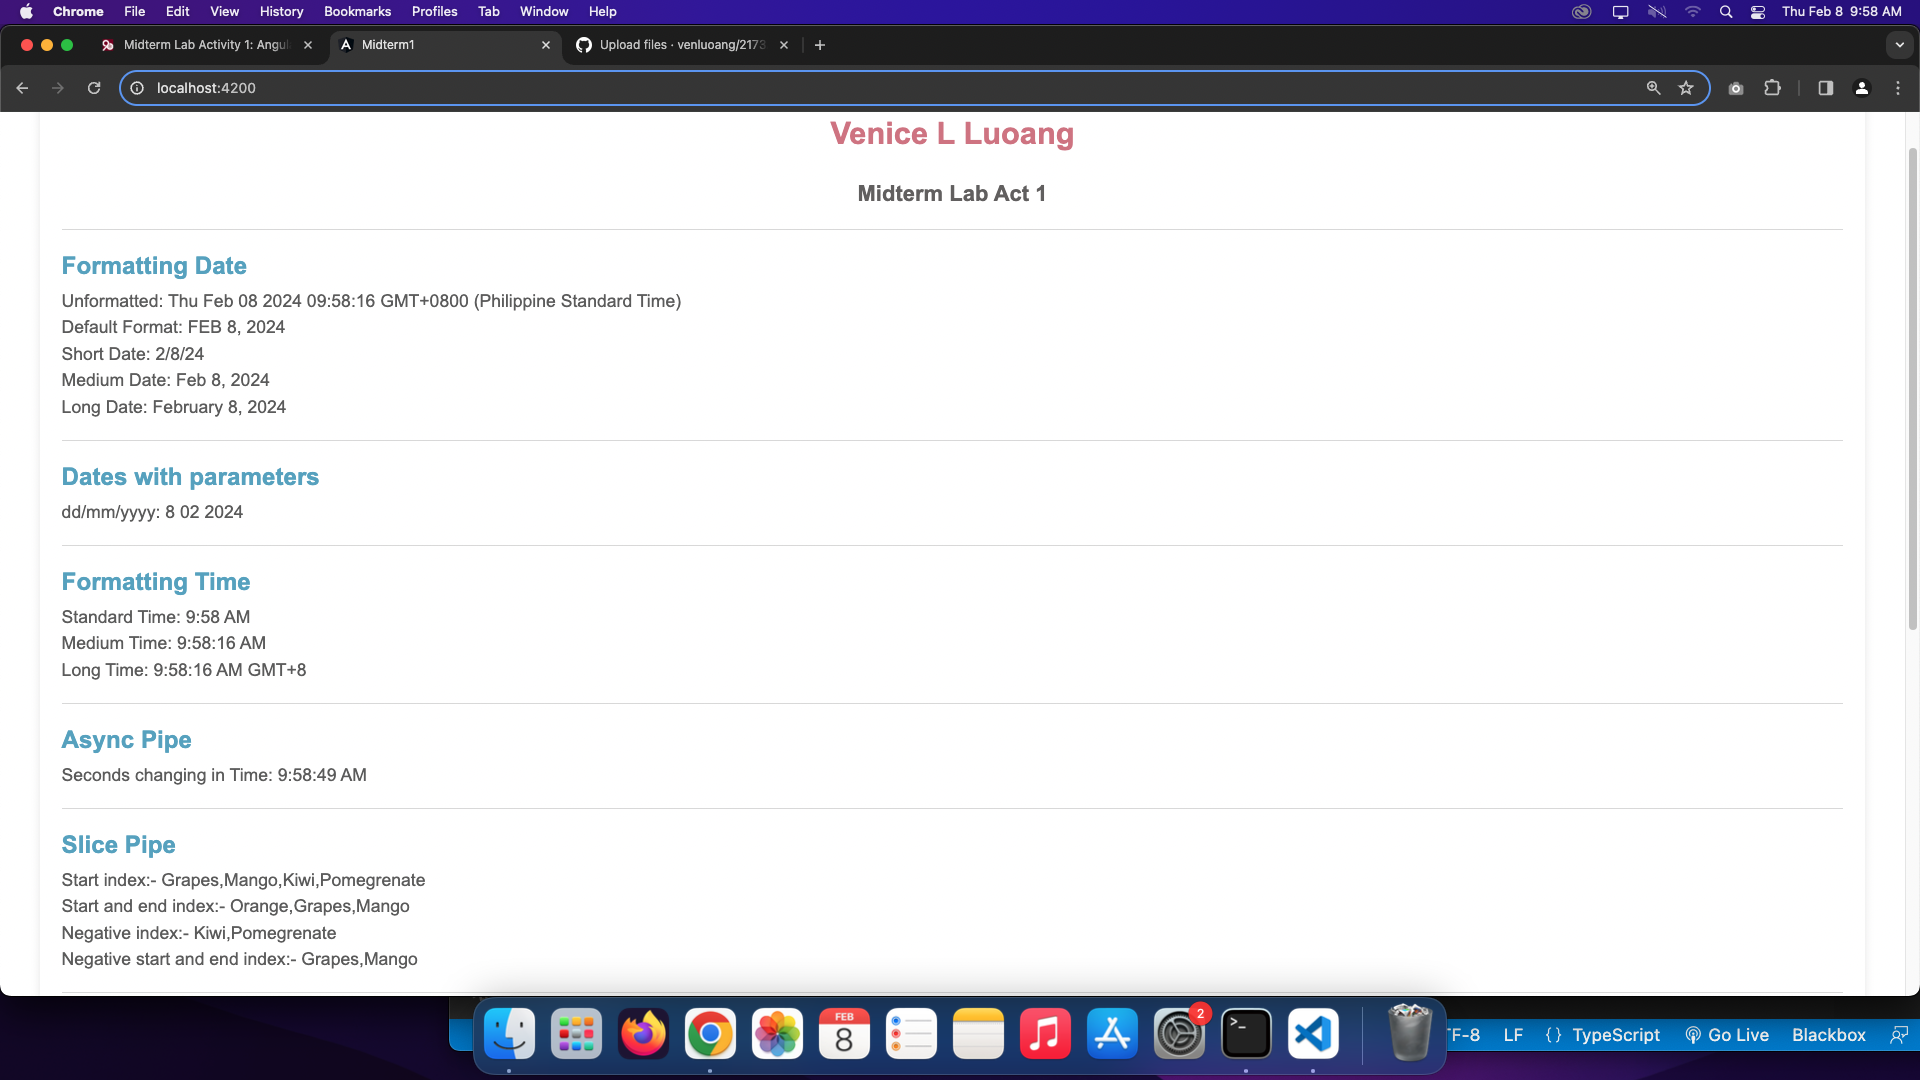 Chrome File Edit View History Bookmarks Profiles Tab Window Help Thu Feb 8 9:58 AM
Midterm Lab Activity 1: Angul Midterm1 Upload files · venluoang/2173
localhost:4200
Venice L Luoang
Midterm Lab Act 1
Formatting Date
Unformatted: Thu Feb 08 2024 09:58:16 GMT+0800 (Philippine Standard Time)
Default Format: FEB 8, 2024
Short Date: 2/8/24
Medium Date: Feb 8, 2024
Long Date: February 8, 2024
Dates with parameters
dd/mm/yyyy: 8 02 2024
Formatting Time
Standard Time: 9:58 AM
Medium Time: 9:58:16 AM
Long Time: 9:58:16 AM GMT+8
Async Pipe
Seconds changing in Time: 9:58:49 AM
Slice Pipe
Start index:- Grapes,Mango,Kiwi,Pomegrenate
Start and end index:- Orange,Grapes,Mango
Negative index:- Kiwi,Pomegrenate
Negative start and end index:- Grapes,Mango
FEB
8
2
TF-8 LF {} TypeScript Go Live Blackbox